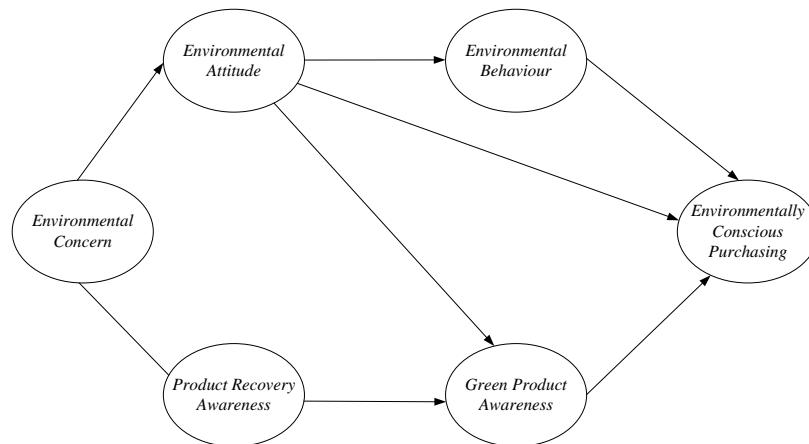 Environmental
Attitude
Environmental
Behaviour
Environmental
Concern
Environmentally
Conscious
Purchasing
Product Recovery
Awareness
Green Product
Awareness